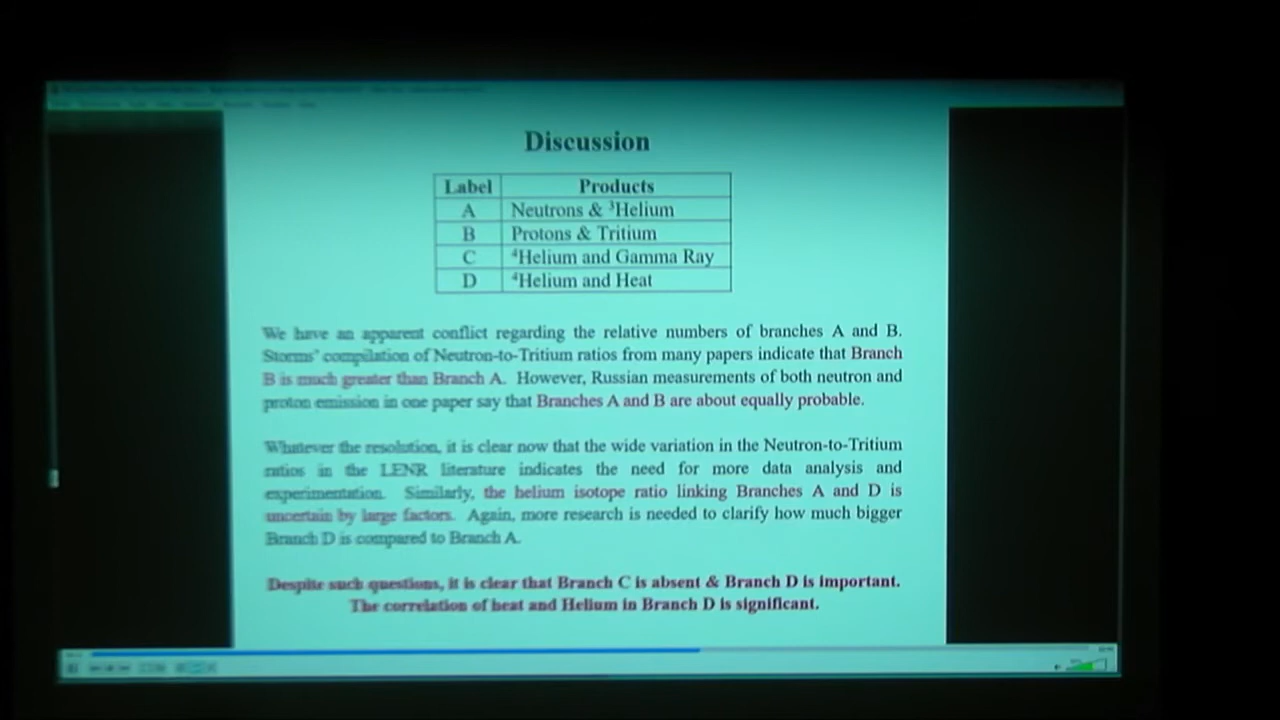 Discussion
Label Products
A Neutrons & ³Helium
B Protons & Tritium
C ⁴Helium and Gamma Ray
D ⁴Helium and Heat
We have an apparent conflict regarding the relative numbers of branches A and B.
Storms' compilation of Neutron-to-Tritium ratios from many papers indicate that Branch
B is much greater than Branch A. However, Russian measurements of both neutron and
proton emission in one paper say that Branches A and B are about equally probable.
Whatever the resolution, it is clear now that the wide variation in the Neutron-to-Tritium
ratios in the LENR literature indicates the need for more data analysis and
experimentation. Similarly, the helium isotope ratio linking Branches A and D is
uncertain by large factors. Again, more research is needed to clarify how much bigger
Branch D is compared to Branch A.
Despite such questions, it is clear that Branch C is absent & Branch D is important.
The correlation of heat and Helium in Branch D is significant.